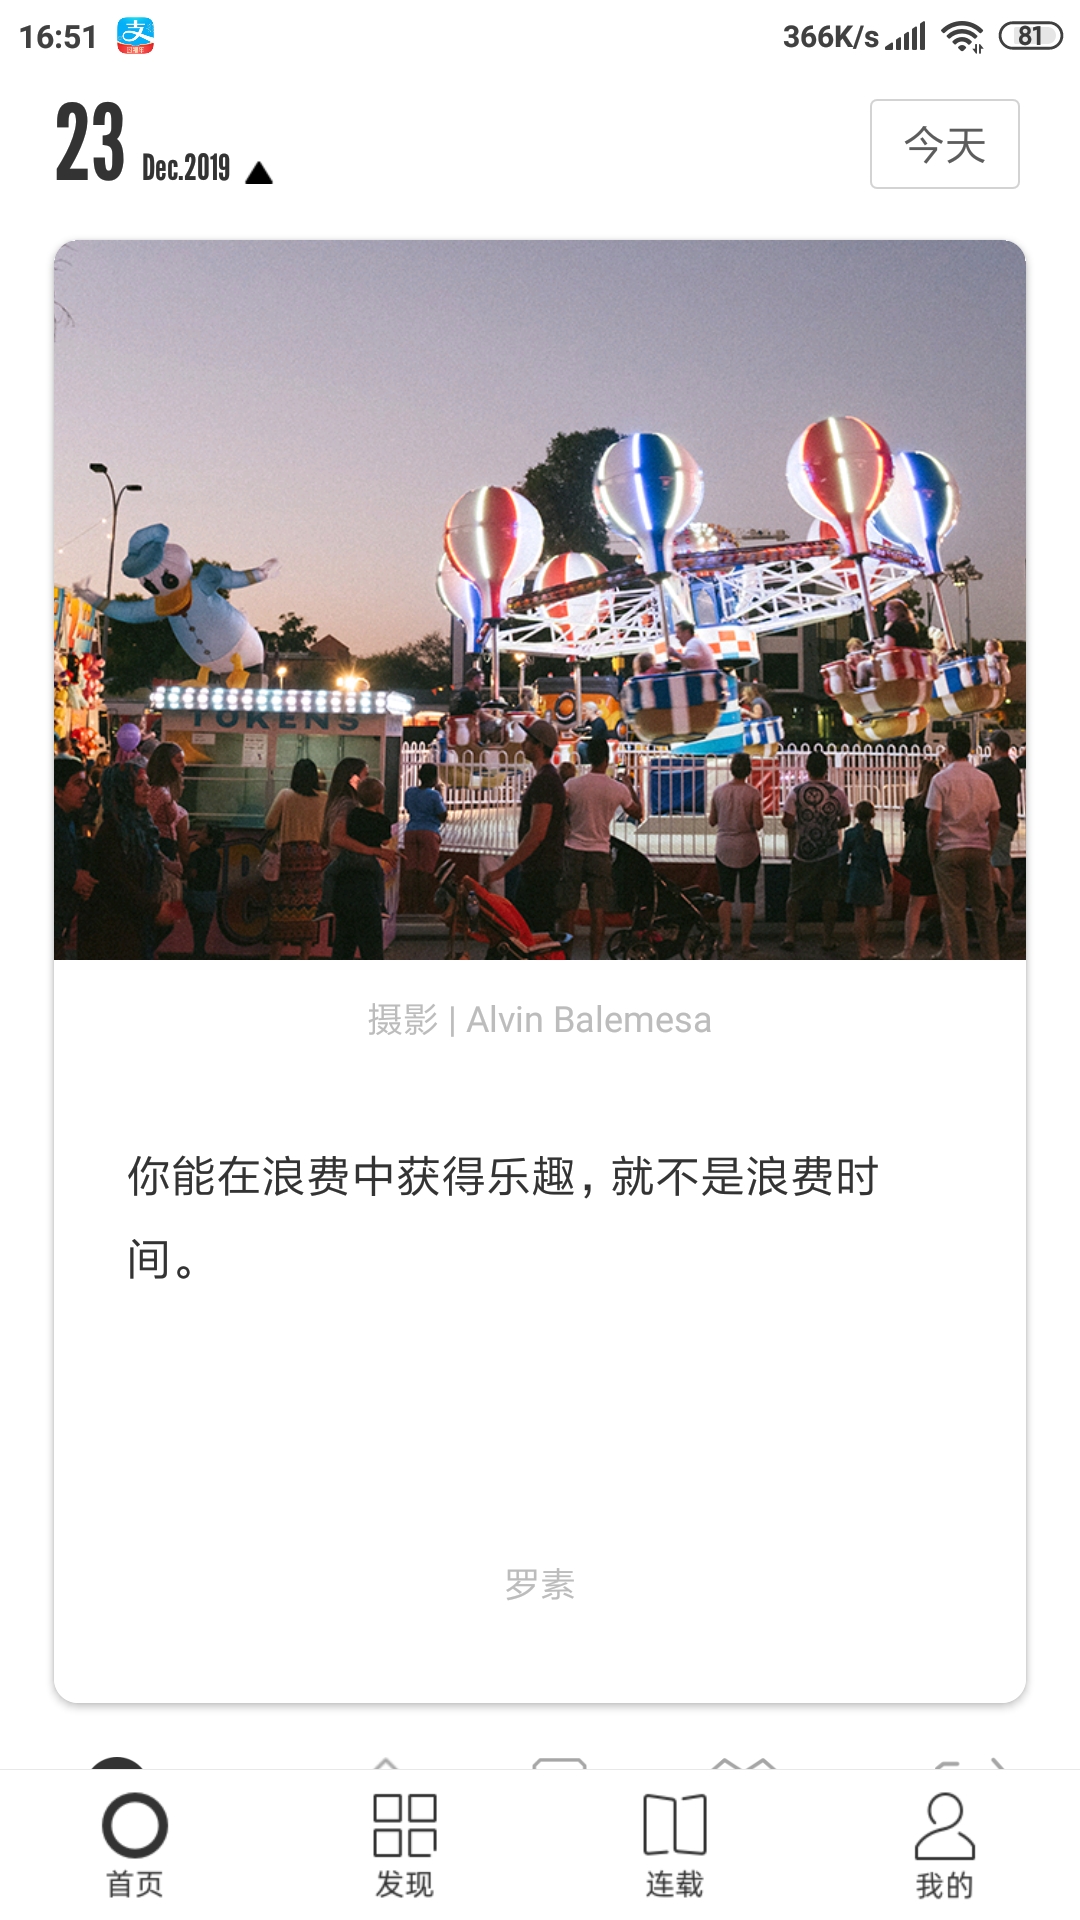 16:51
366K/s
81
23 Dec.2019
今天
TOKENS
摄影 | Alvin Balemesa
你能在浪费中获得乐趣，就不是浪费时
间。
罗素
首页 发现 连载 我的